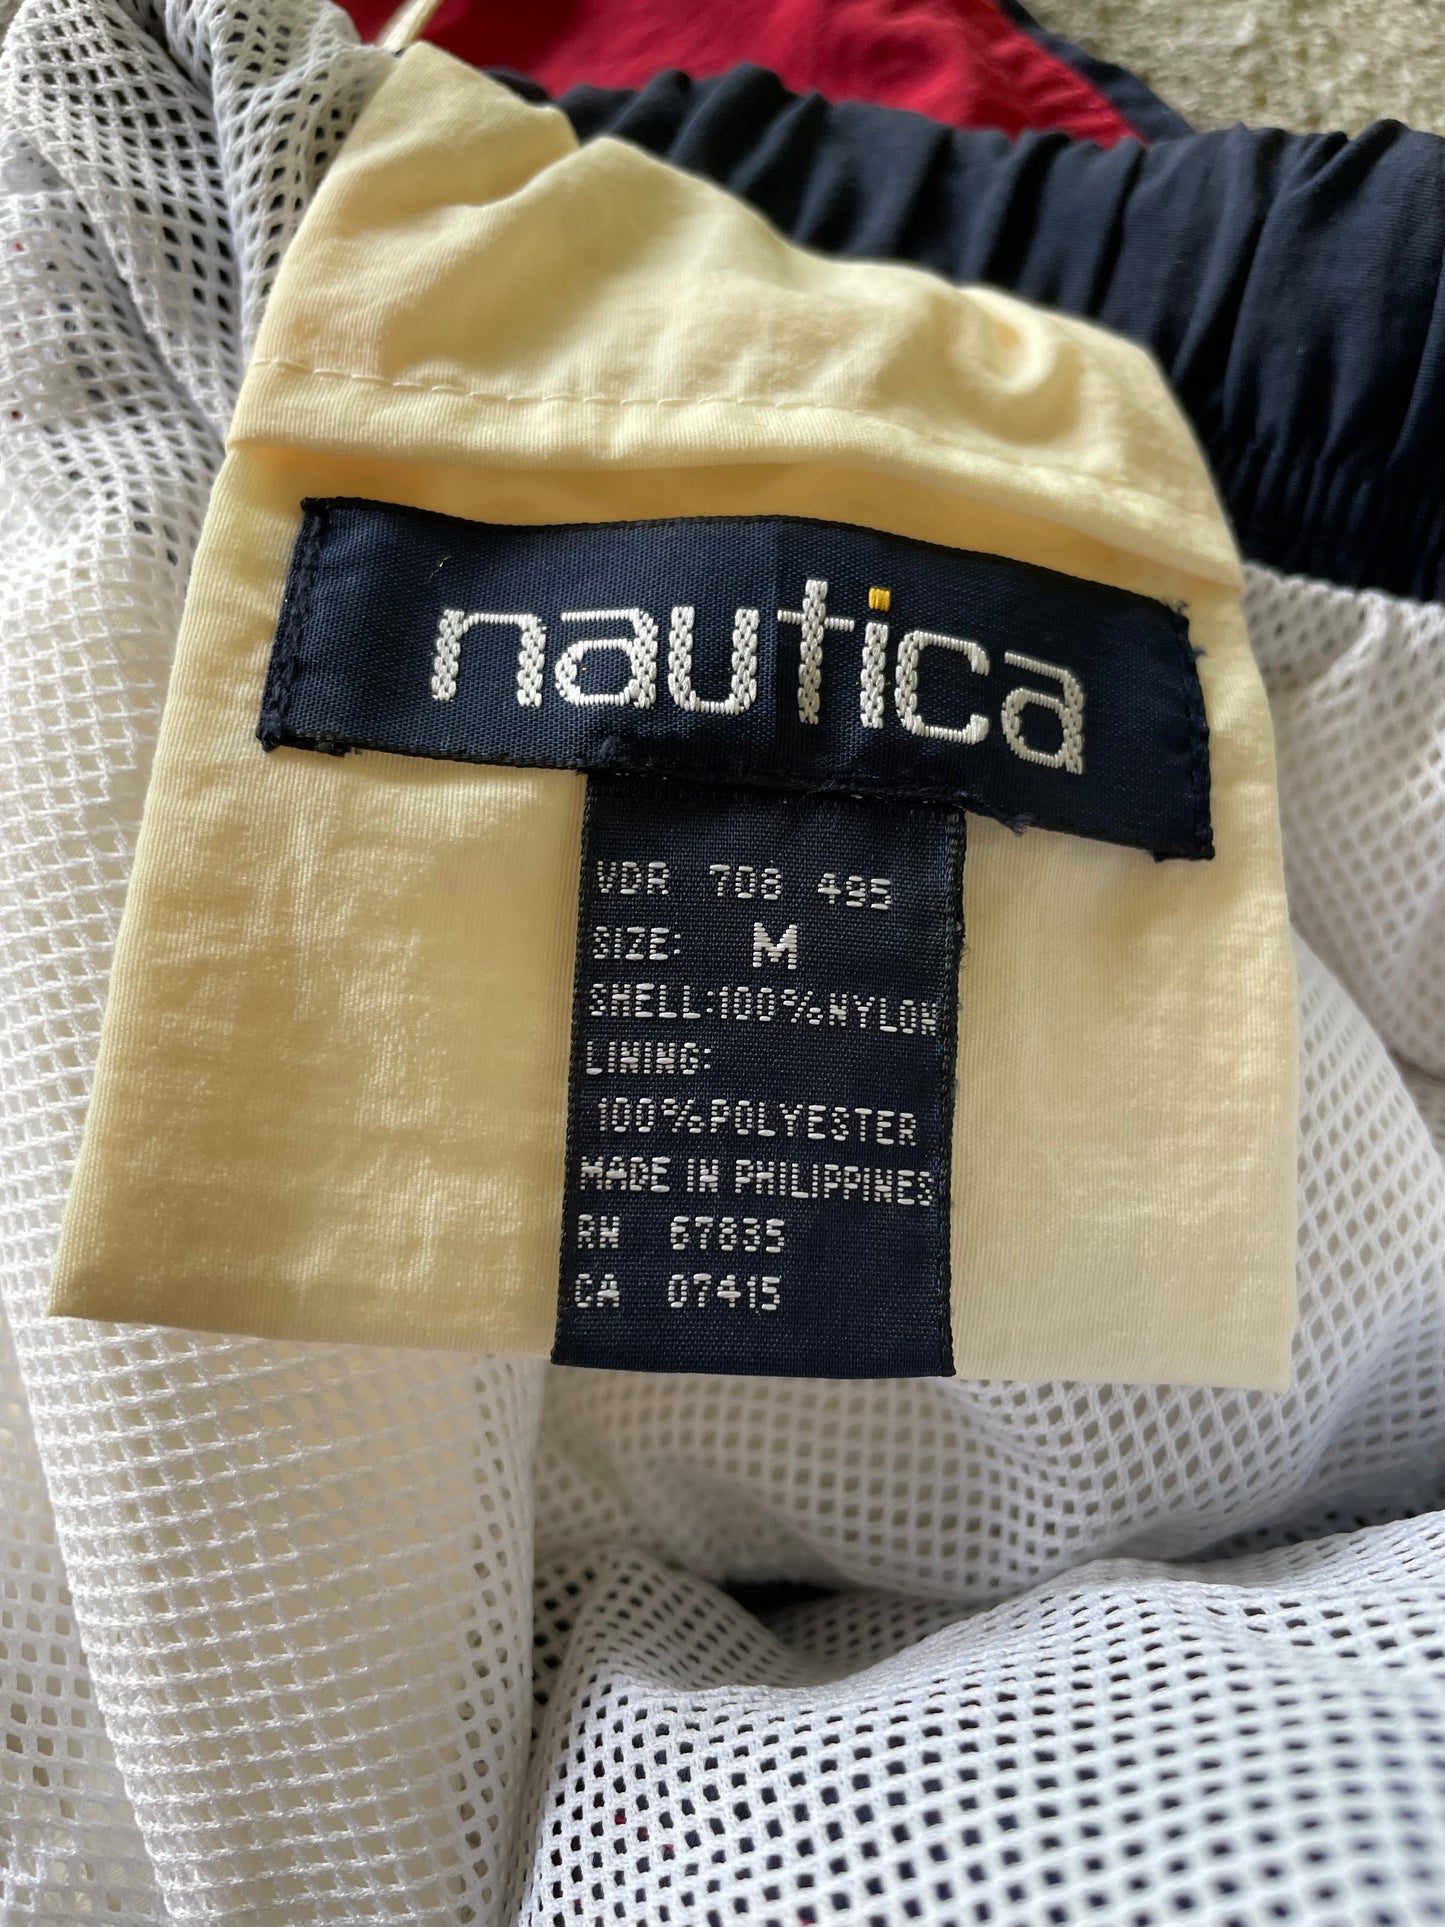 nautica
VDR 708 495
SIZE: M
SHELL:100%NYLON
LINING:
100%POLYESTER
MADE IN PHILIPPINES
RN 67835
CA 07415